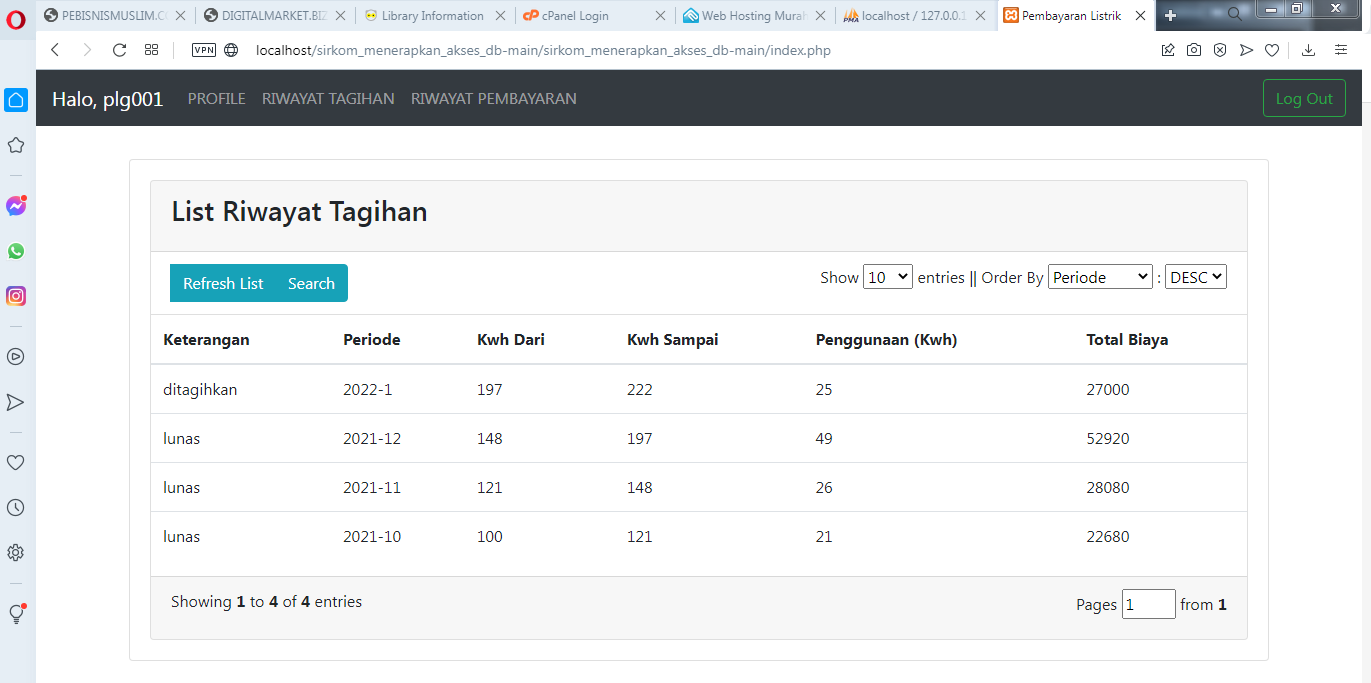 PEBISNISMUSLIM.C
DIGITALMARKET.BIZ
Library Information
cPanel Login
Web Hosting Murah
localhost / 127.0.0.1
Pembayaran Listrik
VPN
localhost/sirkom_menerapkan_akses_db-main/sirkom_menerapkan_akses_db-main/index.php
Halo, plg001 PROFILE RIWAYAT TAGIHAN RIWAYAT PEMBAYARAN Log Out
List Riwayat Tagihan
Refresh List Search Show 10 entries || Order By Periode : DESC
Keterangan Periode Kwh Dari Kwh Sampai Penggunaan (Kwh) Total Biaya
ditagihkan 2022-1 197 222 25 27000
lunas 2021-12 148 197 49 52920
lunas 2021-11 121 148 26 28080
lunas 2021-10 100 121 21 22680
Showing 1 to 4 of 4 entries Pages 1 from 1